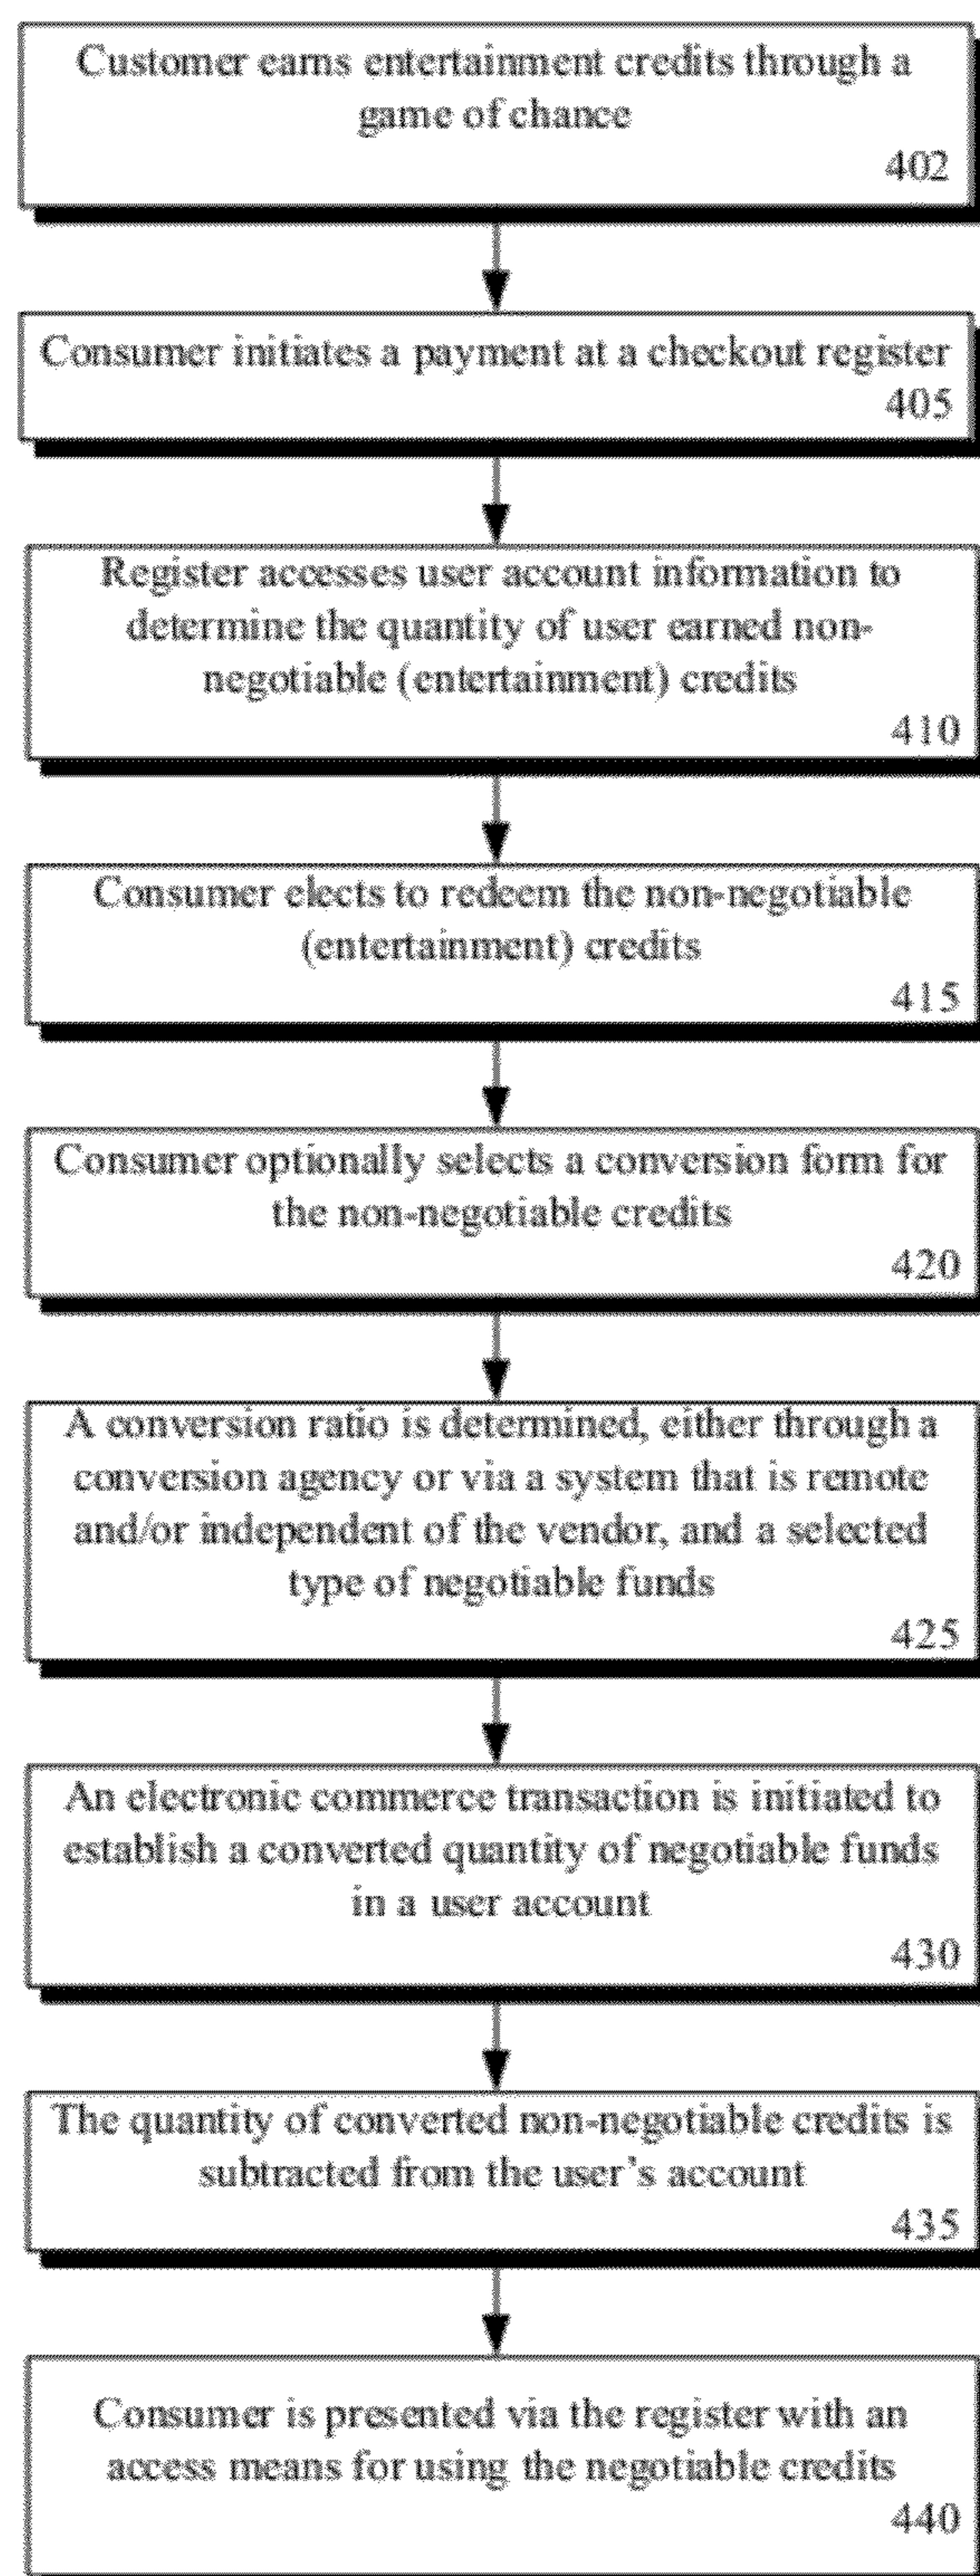 Customer earns entertainment credits through a
game of chance
402
Consumer initiates a payment at a checkout register
405
Register accesses user account information to
determine the quantity of user earned non-
negotiable (entertainment) credits
410
Consumer elects to redeem the non-negotiable
(entertainment) credits
415
Consumer optionally selects a conversion form for
the non-negotiable credits
420
A conversion ratio is determined, either through a
conversion agency or via a system that is remote
and/or independent of the vendor, and a selected
type of negotiable funds
425
An electronic commerce transaction is initiated to
establish a converted quantity of negotiable funds
in a user account
430
The quantity of converted non-negotiable credits is
subtracted from the user's account
435
Consumer is presented via the register with an
access means for using the negotiable credits
440